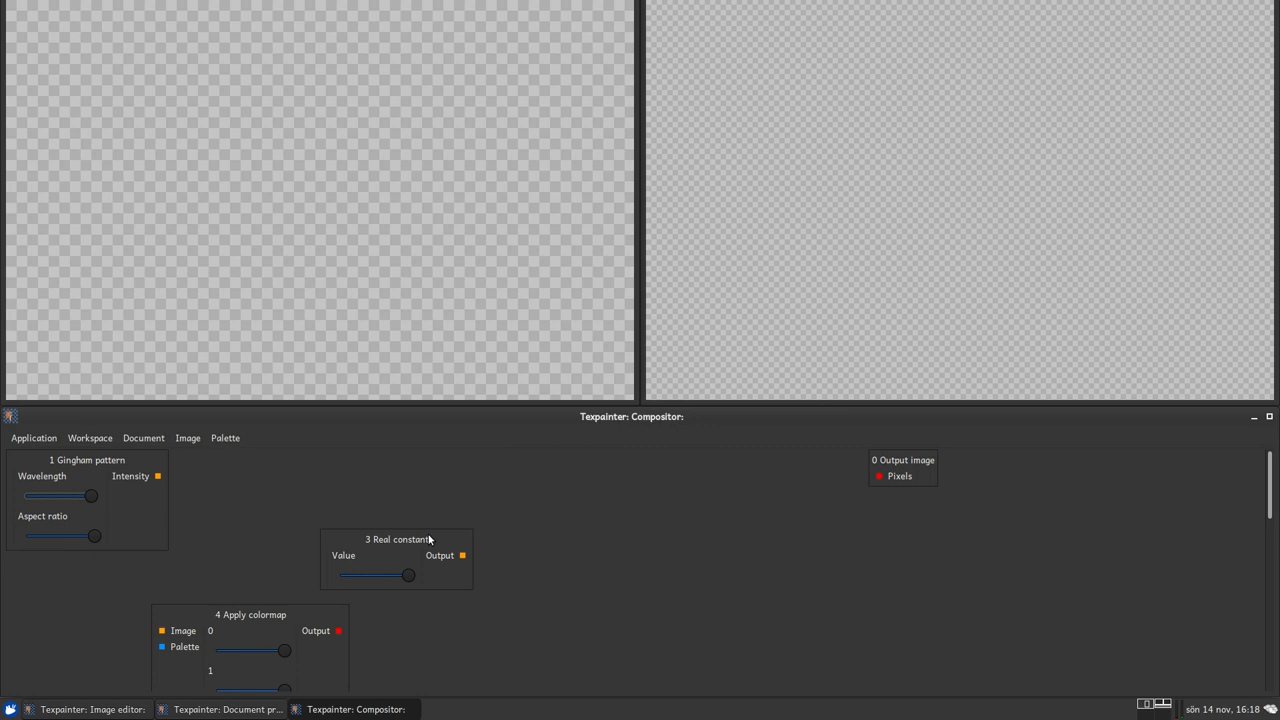 Texpainter: Compositor:
Application Workspace Document Image Palette
1 Gingham pattern
Wavelength Intensity
Aspect ratio
0 Output image
Pixels
3 Real constant
Value Output
4 Apply colormap
Image 0 Output
Palette
1
Texpainter: Image editor: Texpainter: Document pr... Texpainter: Compositor: sön 14 nov, 16:18